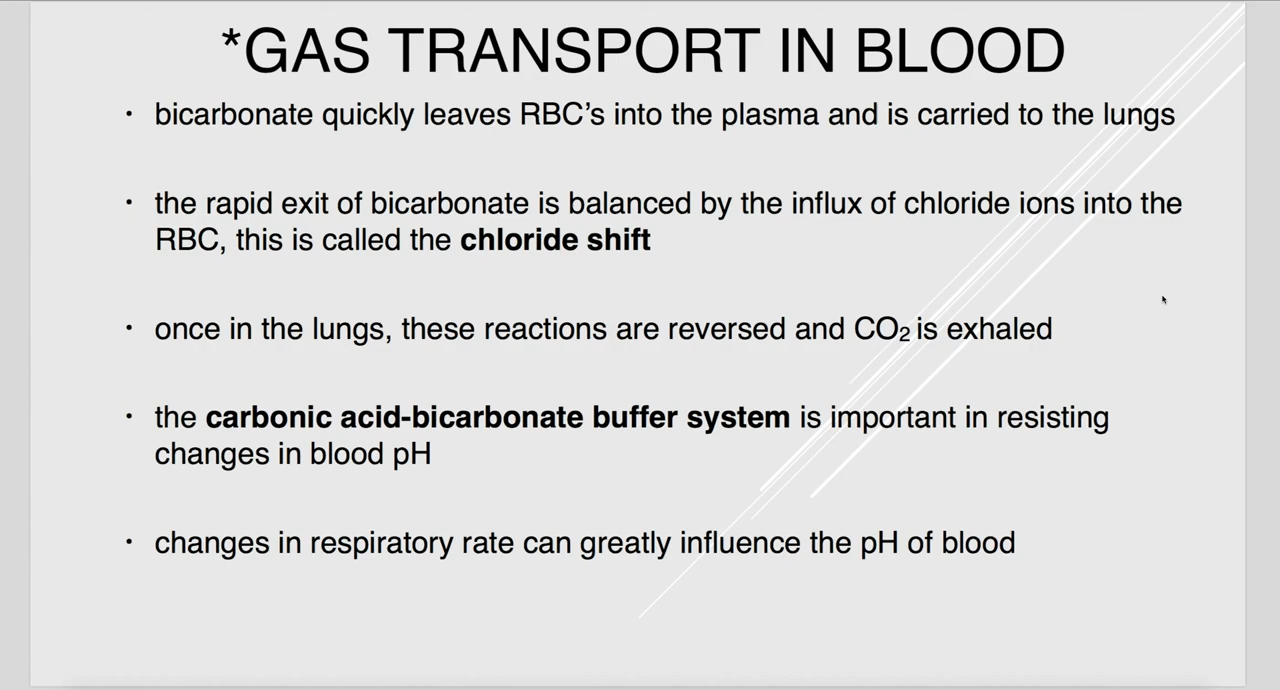 *GAS TRANSPORT IN BLOOD
• bicarbonate quickly leaves RBC's into the plasma and is carried to the lungs
• the rapid exit of bicarbonate is balanced by the influx of chloride ions into the
RBC, this is called the chloride shift
• once in the lungs, these reactions are reversed and CO₂ is exhaled
• the carbonic acid-bicarbonate buffer system is important in resisting
changes in blood pH
• changes in respiratory rate can greatly influence the pH of blood